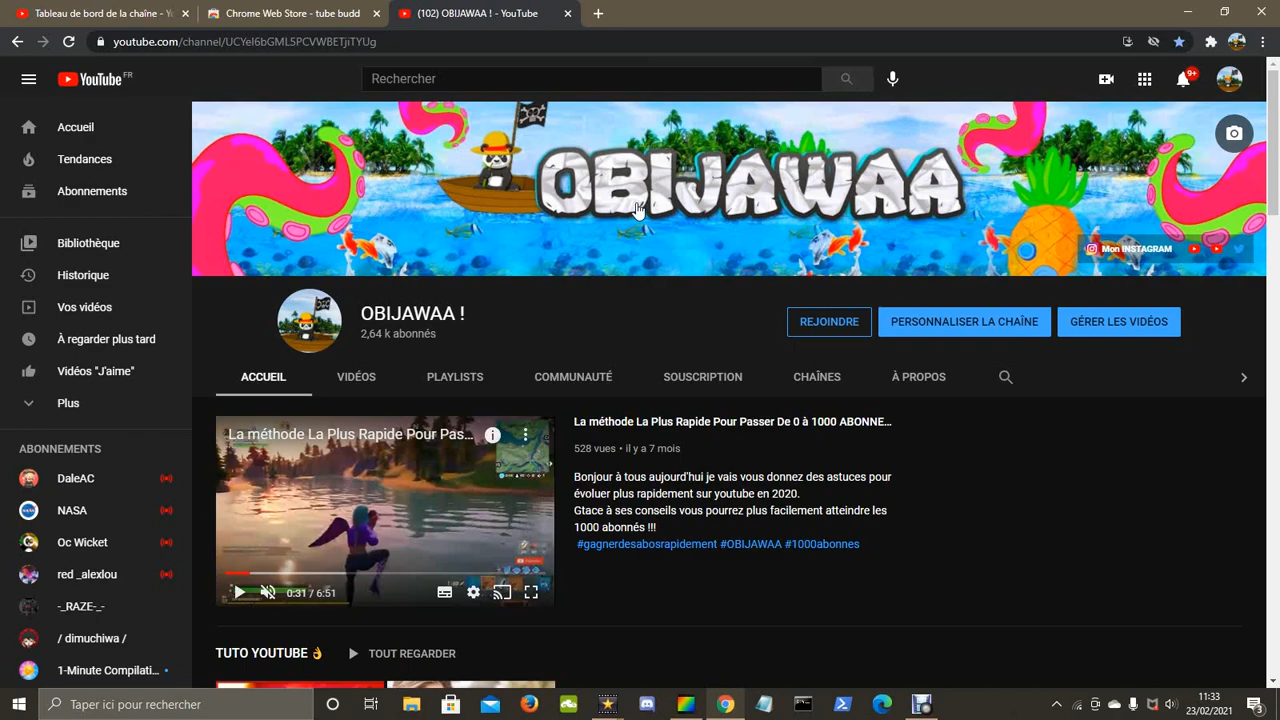 Tableau de bord de la chaîne - Y
Chrome Web Store - tube budd
(102) OBIJAWAA ! - YouTube
youtube.com/channel/UCYeI6bGML5PCVWBETjiTYUg
YouTube FR
Rechercher
9+
Accueil
Tendances
Abonnements
Bibliothèque
Historique
Vos vidéos
À regarder plus tard
Vidéos "J'aime"
Plus
ABONNEMENTS
DaleAC
NASA
Oc Wicket
red _alexlou
-_RAZE-_-
/ dimuchiwa /
1-Minute Compilati...
OBIJAWAA
Mon INSTAGRAM
OBIJAWAA !
2,64 k abonnés
REJOINDRE
PERSONNALISER LA CHAÎNE
GÉRER LES VIDÉOS
ACCUEIL
VIDÉOS
PLAYLISTS
COMMUNAUTÉ
SOUSCRIPTION
CHAÎNES
À PROPOS
La méthode La Plus Rapide Pour Pas...
0:31 / 6:51
La méthode La Plus Rapide Pour Passer De 0 à 1000 ABONNE...
528 vues • il y a 7 mois
Bonjour à tous aujourd'hui je vais vous donnez des astuces pour
évoluer plus rapidement sur youtube en 2020.
Gtace à ses conseils vous pourrez plus facilement atteindre les
1000 abonnés !!!
#gagnerdesabosrapidement #OBIJAWAA #1000abonnes
TUTO YOUTUBE 👌
TOUT REGARDER
Taper ici pour rechercher
11:33
23/02/2021
3